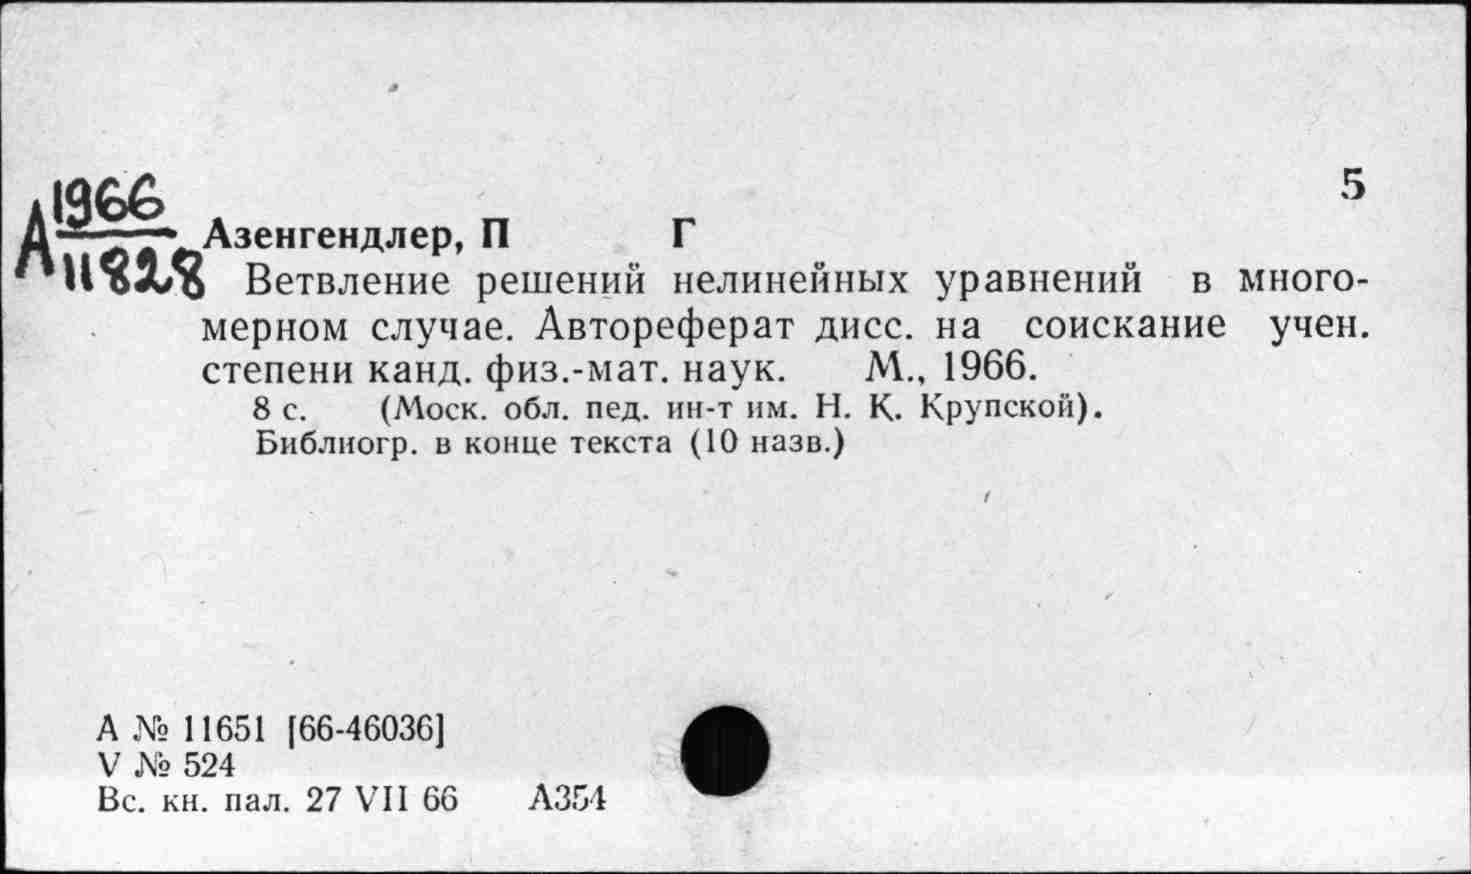 5
А 1966
11828
Азенгендлер, П Г
Ветвление решений нелинейных уравнений в много-
мерном случае. Автореферат дисс. на соискание учен.
степени канд. физ.-мат. наук. М., 1966.
8 с. (Моск. обл. пед. ин-т им. Н. К. Крупской).
Библиогр. в конце текста (10 назв.)
А № 11651 [66-46036]
V № 524
Вс. кн. пал. 27 VII 66 А354